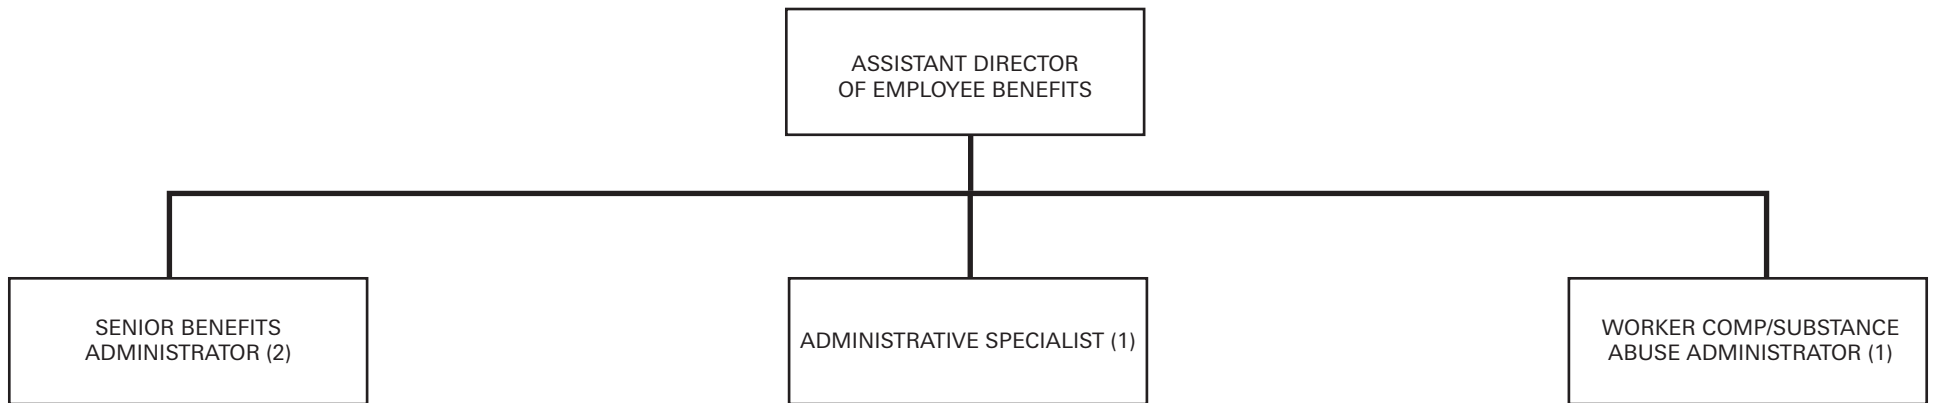 ASSISTANT DIRECTOR
OF EMPLOYEE BENEFITS
SENIOR BENEFITS
ADMINISTRATOR (2)
ADMINISTRATIVE SPECIALIST (1)
WORKER COMP/SUBSTANCE
ABUSE ADMINISTRATOR (1)